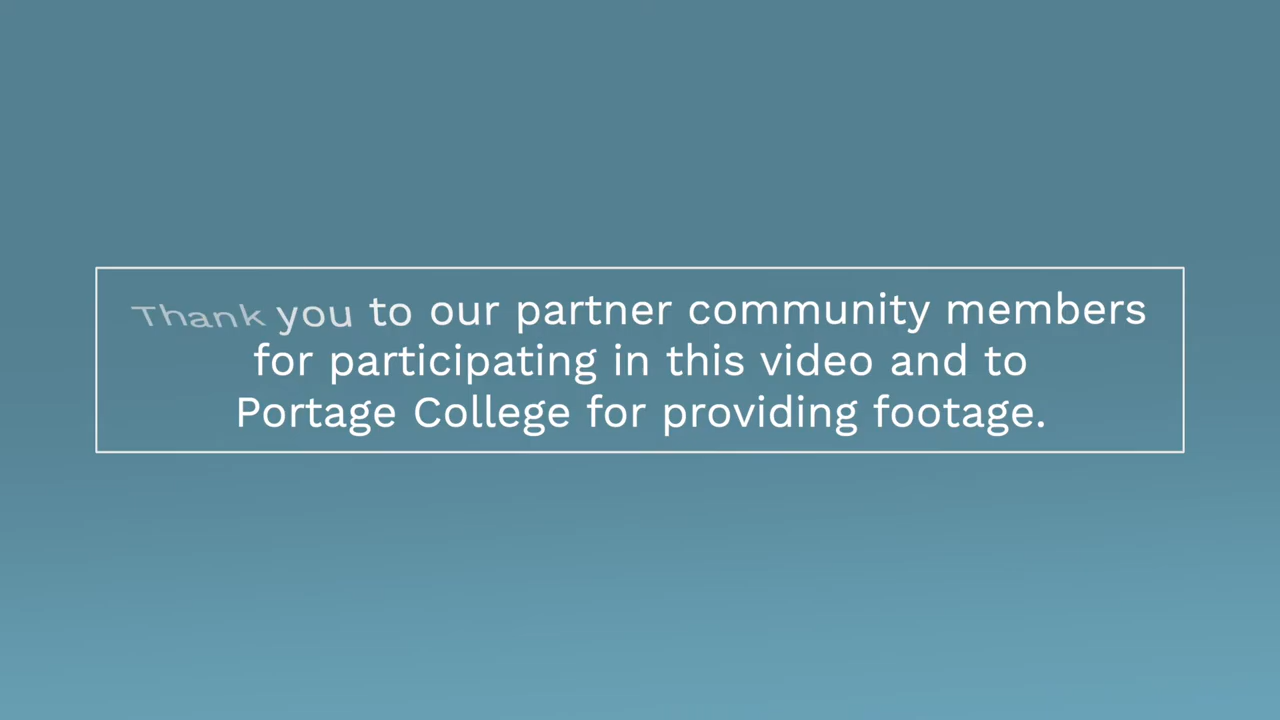 Thank you to our partner community members
for participating in this video and to
Portage College for providing footage.